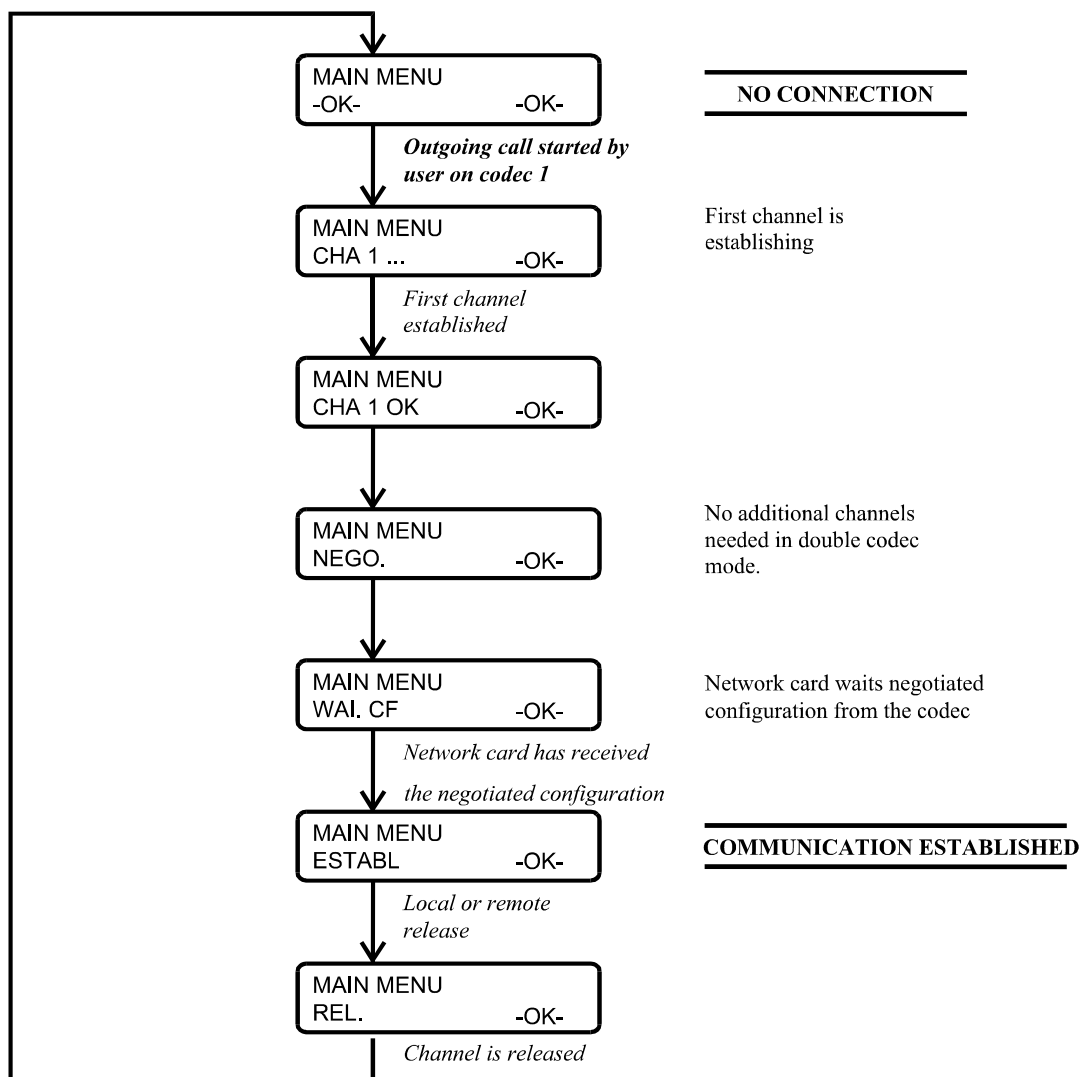 MAIN MENU
-OK- -OK-
NO CONNECTION
Outgoing call started by
user on codec 1
MAIN MENU
CHA 1 ... -OK-
First channel is
establishing
First channel
established
MAIN MENU
CHA 1 OK -OK-
MAIN MENU
NEGO. -OK-
No additional channels
needed in double codec
mode.
MAIN MENU
WAI. CF -OK-
Network card waits negotiated
configuration from the codec
Network card has received
the negotiated configuration
MAIN MENU
ESTABL -OK-
COMMUNICATION ESTABLISHED
Local or remote
release
MAIN MENU
REL. -OK-
Channel is released